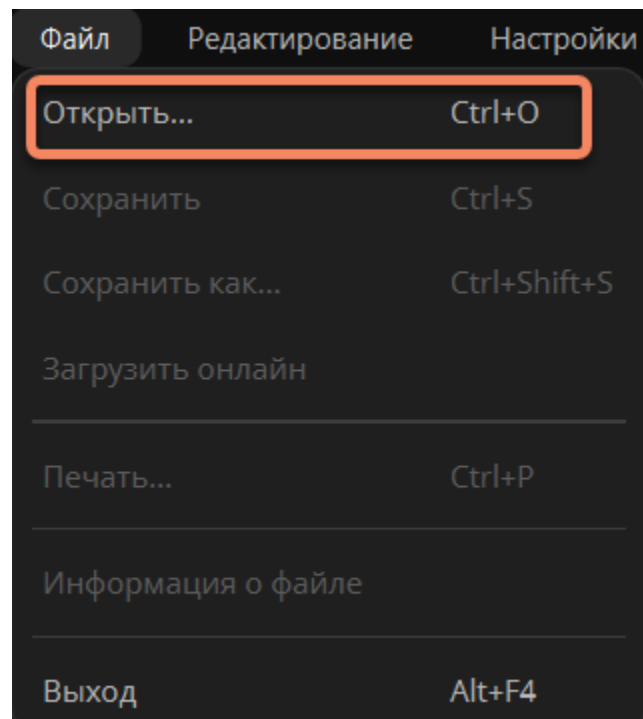 Файл Редактирование Настройки
Открыть... Ctrl+O
Сохранить Ctrl+S
Сохранить как... Ctrl+Shift+S
Загрузить онлайн
Печать... Ctrl+P
Информация о файле
Выход Alt+F4